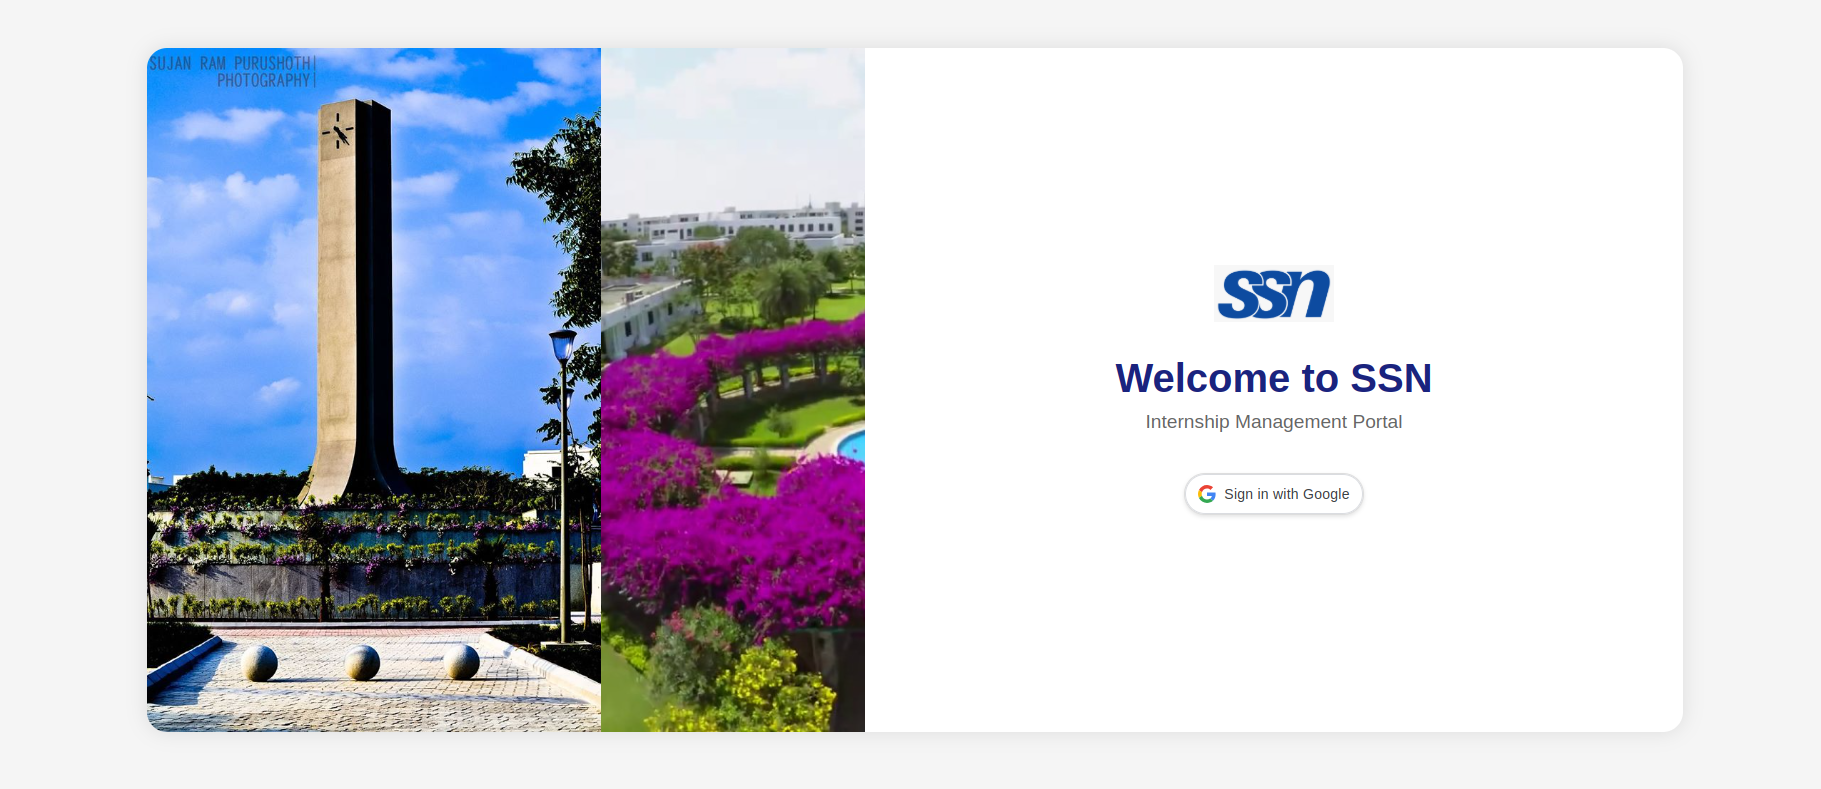 SUJAN RAM PURUSHOTH
PHOTOGRAPHY
ssn
Welcome to SSN
Internship Management Portal
Sign in with Google